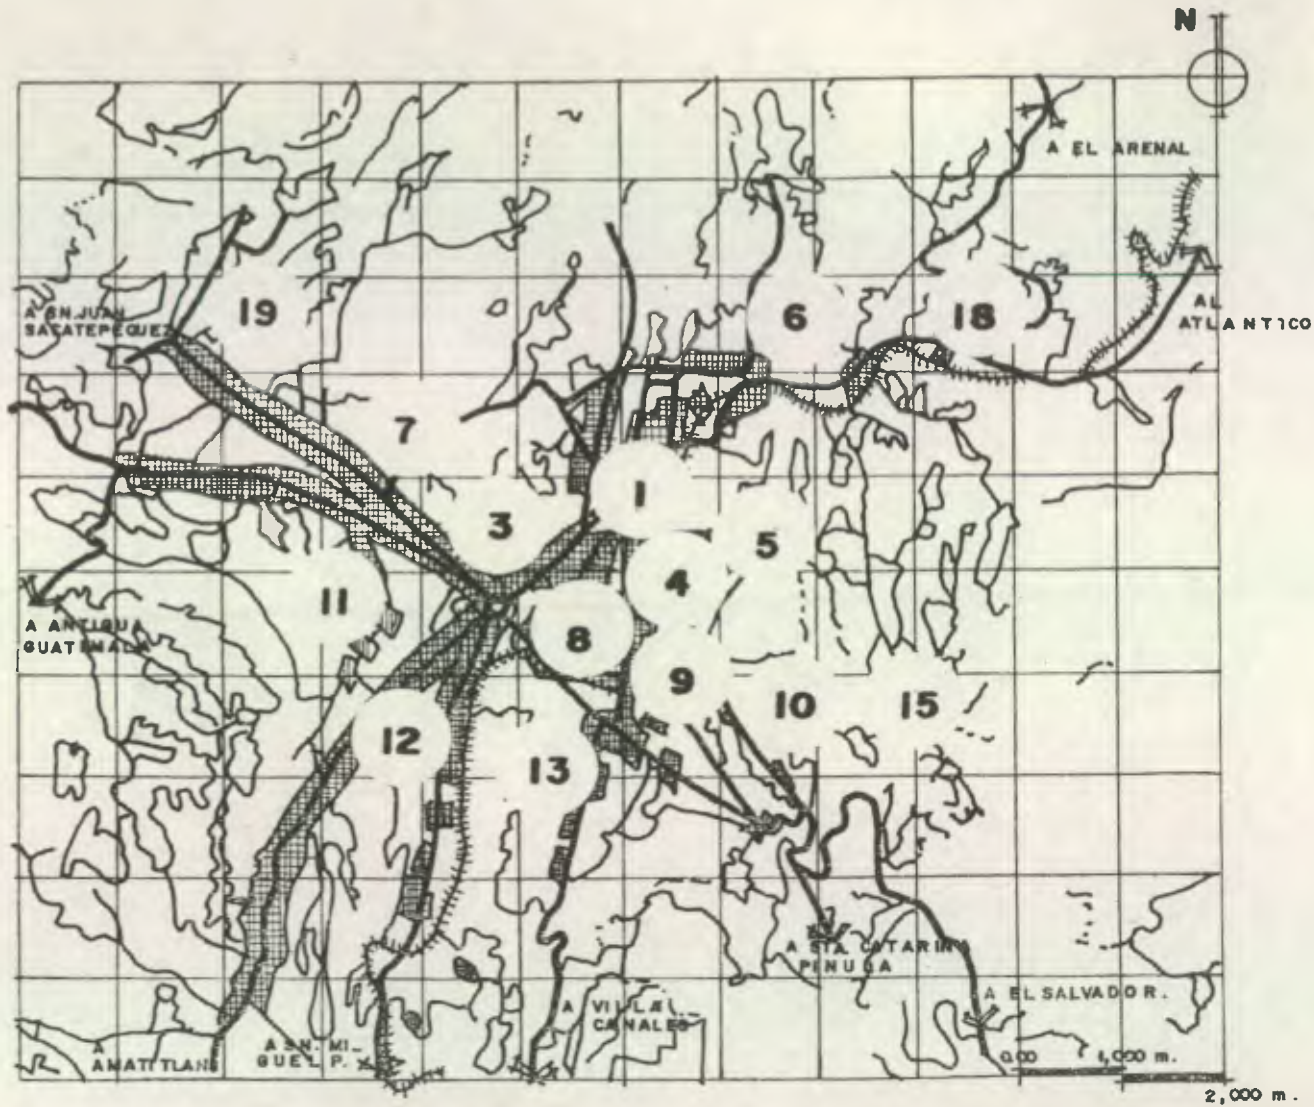 N
A EL ARENAL
A SN. JUAN
SACATEPEQUEZ
19
6
18
AL
ATLANTICO
7
1
3
5
4
11
A ANTIGUA
GUATEMALA
8
9
10
15
12
13
A STA. CATARINA
PINULA
A EL SALVADOR.
A VILLA
CANALES
A SN. MI_
GUEL P.
A
AMATITLAN
0.00 1,000 m.
2,000 m.